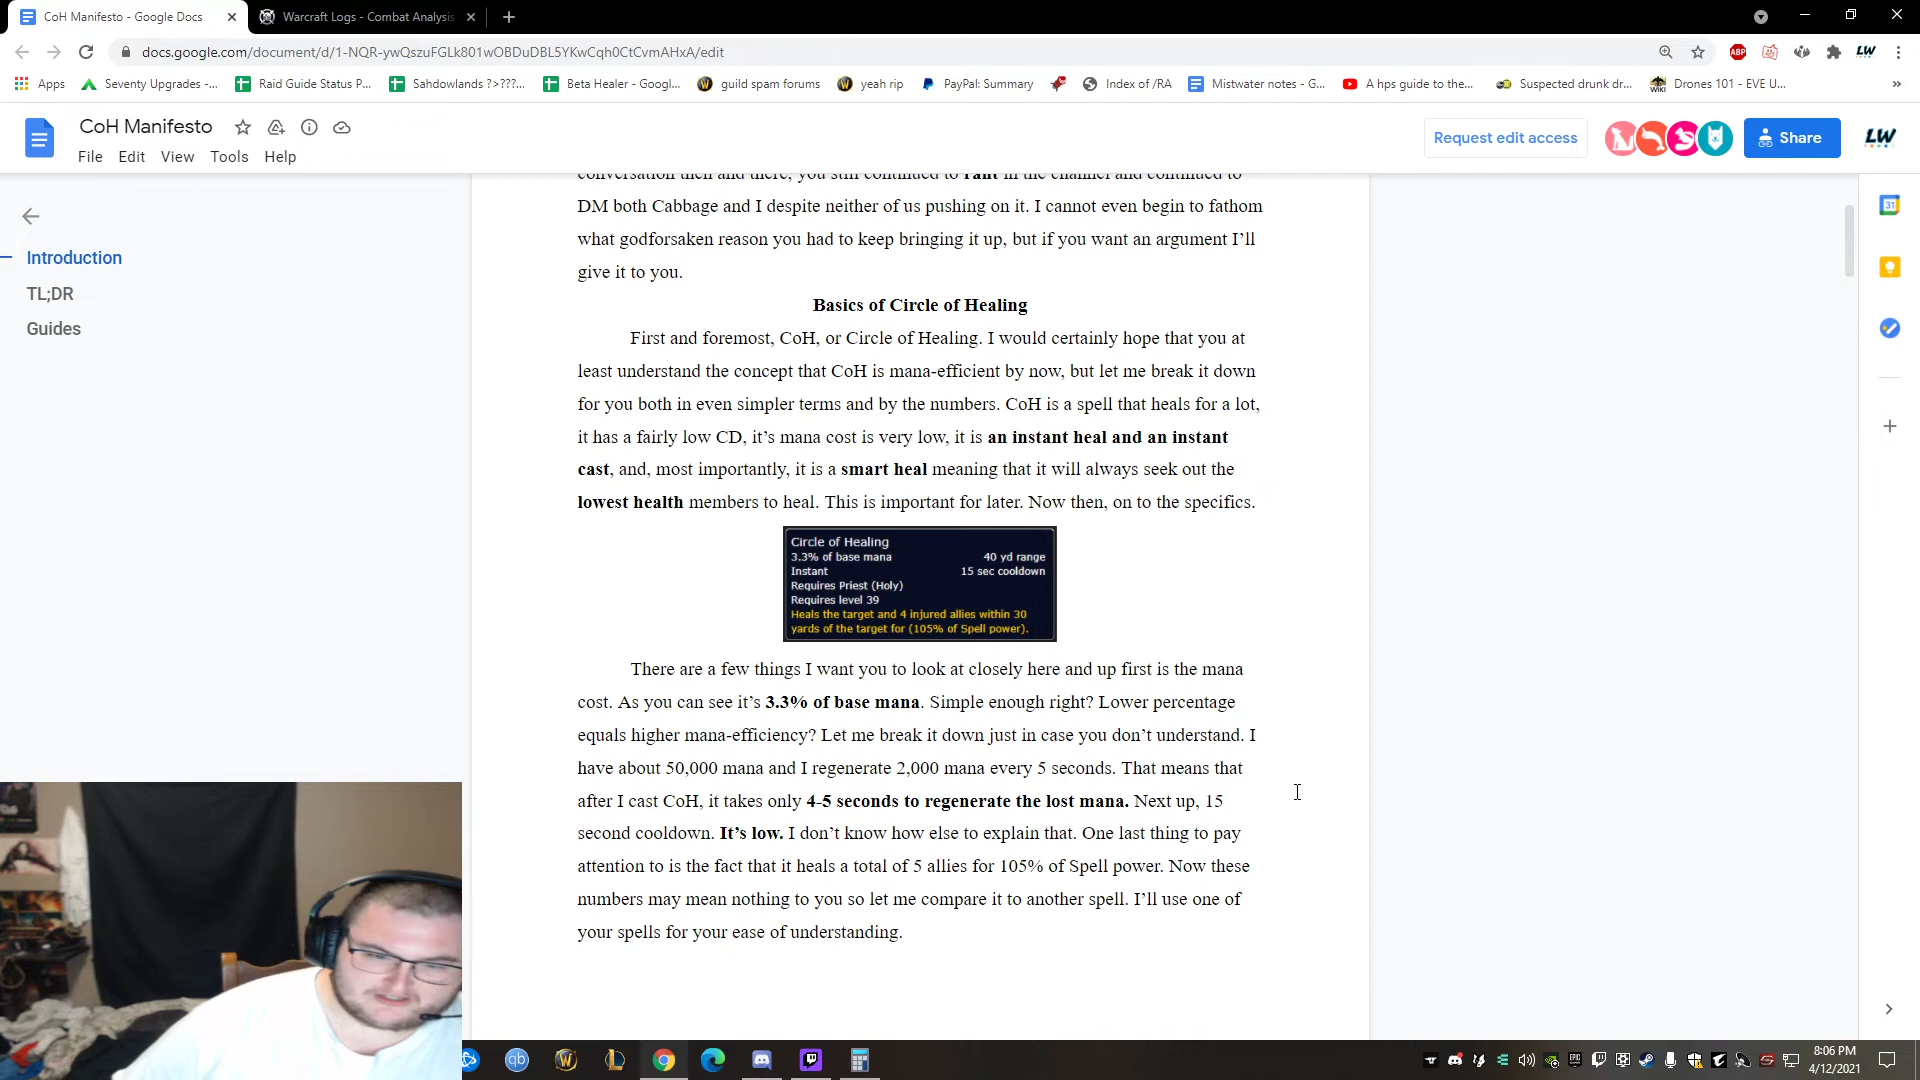 CoH Manifesto - Google Docs
Warcraft Logs - Combat Analysis
docs.google.com/document/d/1-NQR-ywQszuFGLk801wOBDuDBL5YKwCqh0CtCvmAHxA/edit
Apps
Seventy Upgrades -...
Raid Guide Status P...
Sahdowlands ?>???...
Beta Healer - Googl...
guild spam forums
yeah rip
PayPal: Summary
Index of /RA
Mistwater notes - G...
A hps guide to the...
Suspected drunk dr...
Drones 101 - EVE U...
CoH Manifesto
File Edit View Tools Help
Request edit access
Share
LW
Introduction
TL;DR
Guides
conversation then and there, you still continued to rant in the channel and continued to
DM both Cabbage and I despite neither of us pushing on it. I cannot even begin to fathom
what godforsaken reason you had to keep bringing it up, but if you want an argument I'll
give it to you.
Basics of Circle of Healing
First and foremost, CoH, or Circle of Healing. I would certainly hope that you at
least understand the concept that CoH is mana-efficient by now, but let me break it down
for you both in even simpler terms and by the numbers. CoH is a spell that heals for a lot,
it has a fairly low CD, it's mana cost is very low, it is an instant heal and an instant
cast, and, most importantly, it is a smart heal meaning that it will always seek out the
lowest health members to heal. This is important for later. Now then, on to the specifics.
Circle of Healing
3.3% of base mana 40 yd range
Instant 15 sec cooldown
Requires Priest (Holy)
Requires level 39
Heals the target and 4 injured allies within 30
yards of the target for (105% of Spell power).
There are a few things I want you to look at closely here and up first is the mana
cost. As you can see it's 3.3% of base mana. Simple enough right? Lower percentage
equals higher mana-efficiency? Let me break it down just in case you don't understand. I
have about 50,000 mana and I regenerate 2,000 mana every 5 seconds. That means that
after I cast CoH, it takes only 4-5 seconds to regenerate the lost mana. Next up, 15
second cooldown. It's low. I don't know how else to explain that. One last thing to pay
attention to is the fact that it heals a total of 5 allies for 105% of Spell power. Now these
numbers may mean nothing to you so let me compare it to another spell. I'll use one of
your spells for your ease of understanding.
8:06 PM
4/12/2021